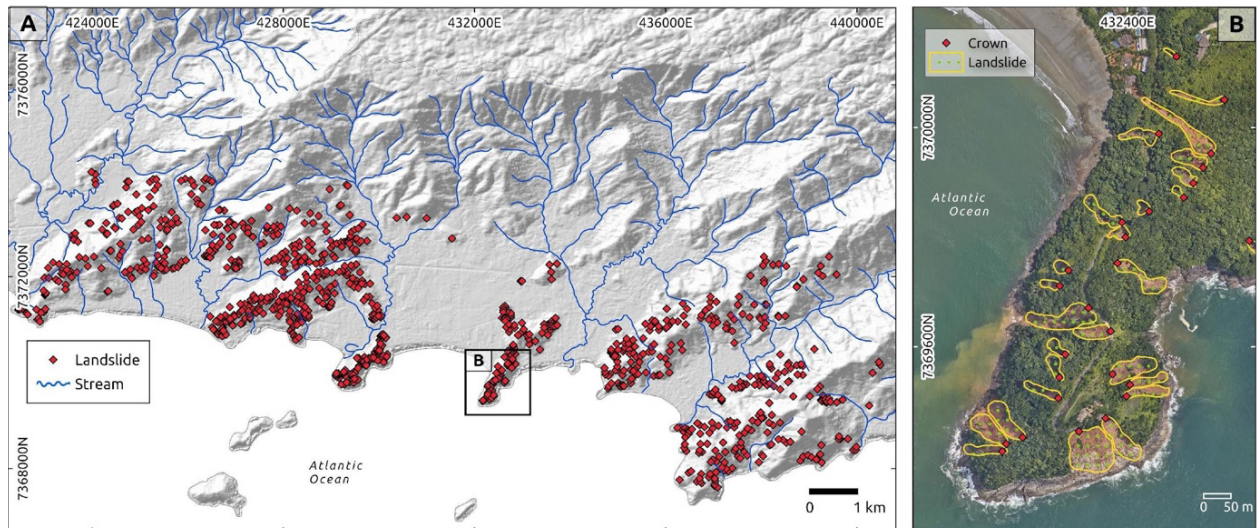 A
424000E
428000E
432000E
436000E
440000E
7376000N
7372000N
7368000N
Landslide
Stream
B
Atlantic
Ocean
0 1 km
B
432400E
Crown
Landslide
7370000N
7369600N
Atlantic
Ocean
0 50 m